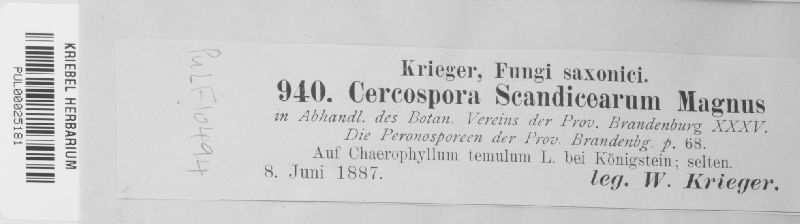 KRIEBEL HERBARIUM
PUL00025181
PULF10494
Krieger, Fungi saxonici.
940. Cercospora Scandicearum Magnus
in Abhandl. des Botan. Vereins der Prov. Brandenburg XXXV.
Die Peronosporeen der Prov. Brandenbg. p. 68.
Auf Chaerophyllum temulum L. bei Königstein; selten.
8. Juni 1887.
leg. W. Krieger.